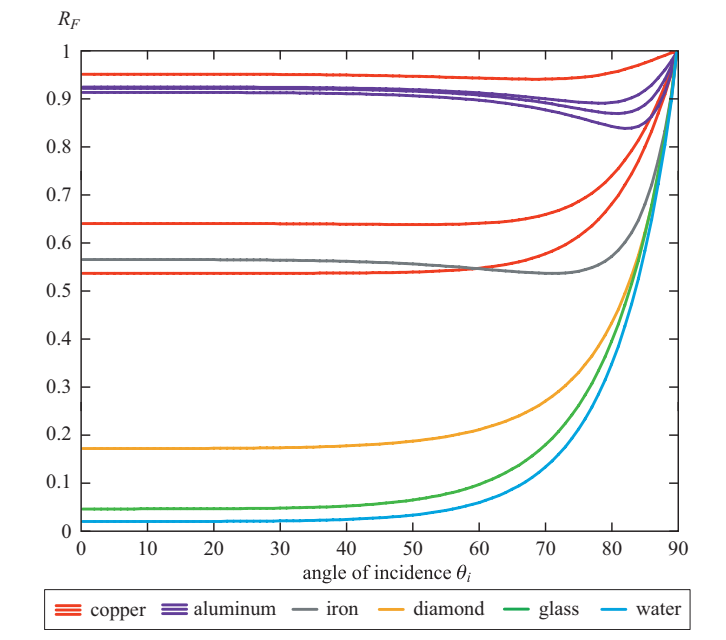 R_F
1
0.9
0.8
0.7
0.6
0.5
0.4
0.3
0.2
0.1
0
0 10 20 30 40 50 60 70 80 90
angle of incidence θ_i
copper aluminum iron diamond glass water